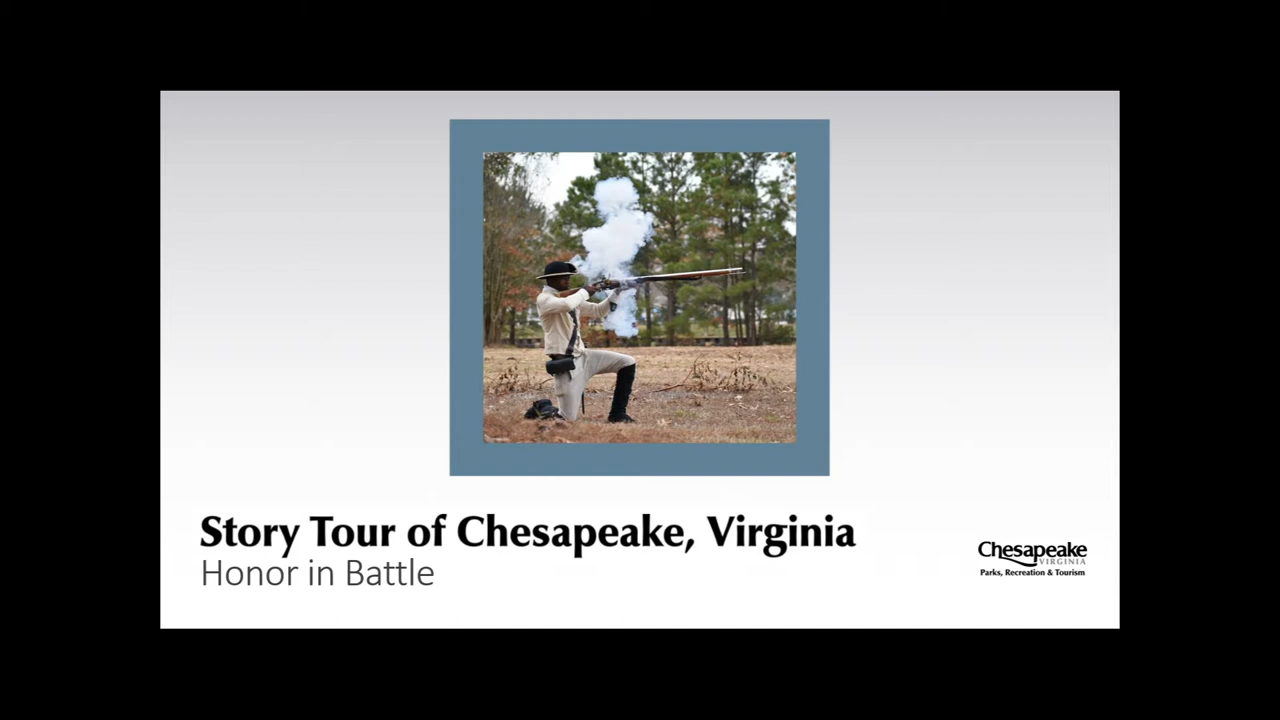 Story Tour of Chesapeake, Virginia
Honor in Battle
Chesapeake
VIRGINIA
Parks, Recreation & Tourism